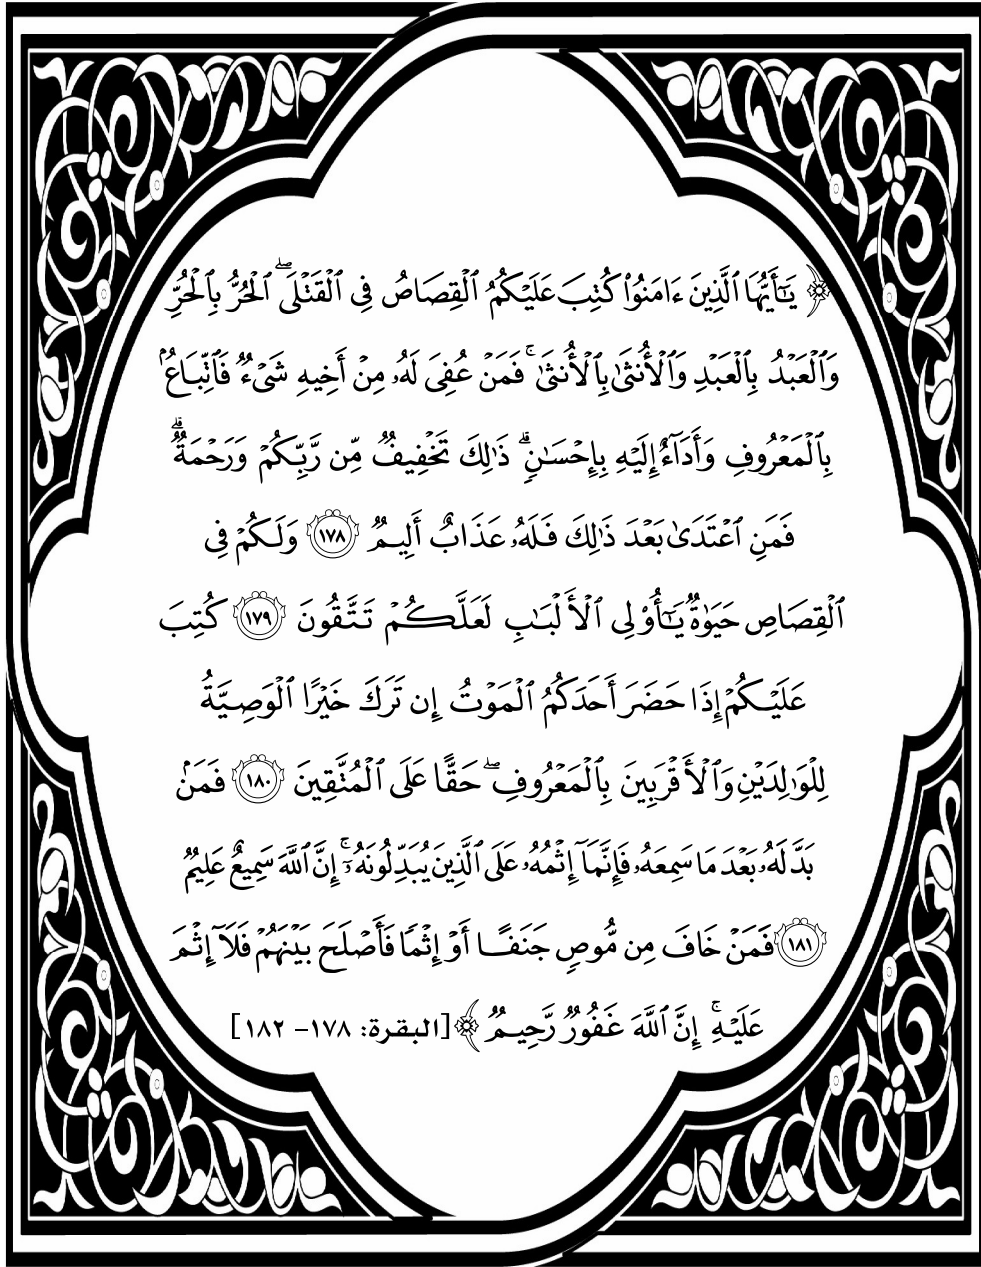 ﴿ يَٰٓأَيُّهَا ٱلَّذِينَ ءَامَنُواْ كُتِبَ عَلَيۡكُمُ ٱلۡقِصَاصُ فِي ٱلۡقَتۡلَىۖ ٱلۡحُرُّ بِٱلۡحُرِّ
وَٱلۡعَبۡدُ بِٱلۡعَبۡدِ وَٱلۡأُنثَىٰ بِٱلۡأُنثَىٰۚ فَمَنۡ عُفِيَ لَهُۥ مِنۡ أَخِيهِ شَيۡءٞ فَٱتِّبَاعُۢ
بِٱلۡمَعۡرُوفِ وَأَدَآءٌ إِلَيۡهِ بِإِحۡسَٰنٖۗ ذَٰلِكَ تَخۡفِيفٞ مِّن رَّبِّكُمۡ وَرَحۡمَةٞۗ
فَمَنِ ٱعۡتَدَىٰ بَعۡدَ ذَٰلِكَ فَلَهُۥ عَذَابٌ أَلِيمٞ ١٧٨ وَلَكُمۡ فِي
ٱلۡقِصَاصِ حَيَوٰةٞ يَٰٓأُوْلِي ٱلۡأَلۡبَٰبِ لَعَلَّكُمۡ تَتَّقُونَ ١٧٩ كُتِبَ
عَلَيۡكُمۡ إِذَا حَضَرَ أَحَدَكُمُ ٱلۡمَوۡتُ إِن تَرَكَ خَيۡرًا ٱلۡوَصِيَّةُ
لِلۡوَٰلِدَيۡنِ وَٱلۡأَقۡرَبِينَ بِٱلۡمَعۡرُوفِۖ حَقًّا عَلَى ٱلۡمُتَّقِينَ ١٨٠ فَمَنۢ
بَدَّلَهُۥ بَعۡدَ مَا سَمِعَهُۥ فَإِنَّمَآ إِثۡمُهُۥ عَلَى ٱلَّذِينَ يُبَدِّلُونَهُۥٓۚ إِنَّ ٱللَّهَ سَمِيعٌ عَلِيمٞ
١٨١ فَمَنۡ خَافَ مِن مُّوصٖ جَنَفًا أَوۡ إِثۡمٗا فَأَصۡلَحَ بَيۡنَهُمۡ فَلَآ إِثۡمَ
عَلَيۡهِۚ إِنَّ ٱللَّهَ غَفُورٞ رَّحِيمٞ ﴾ [البقرة: ١٧٨- ١٨٢]